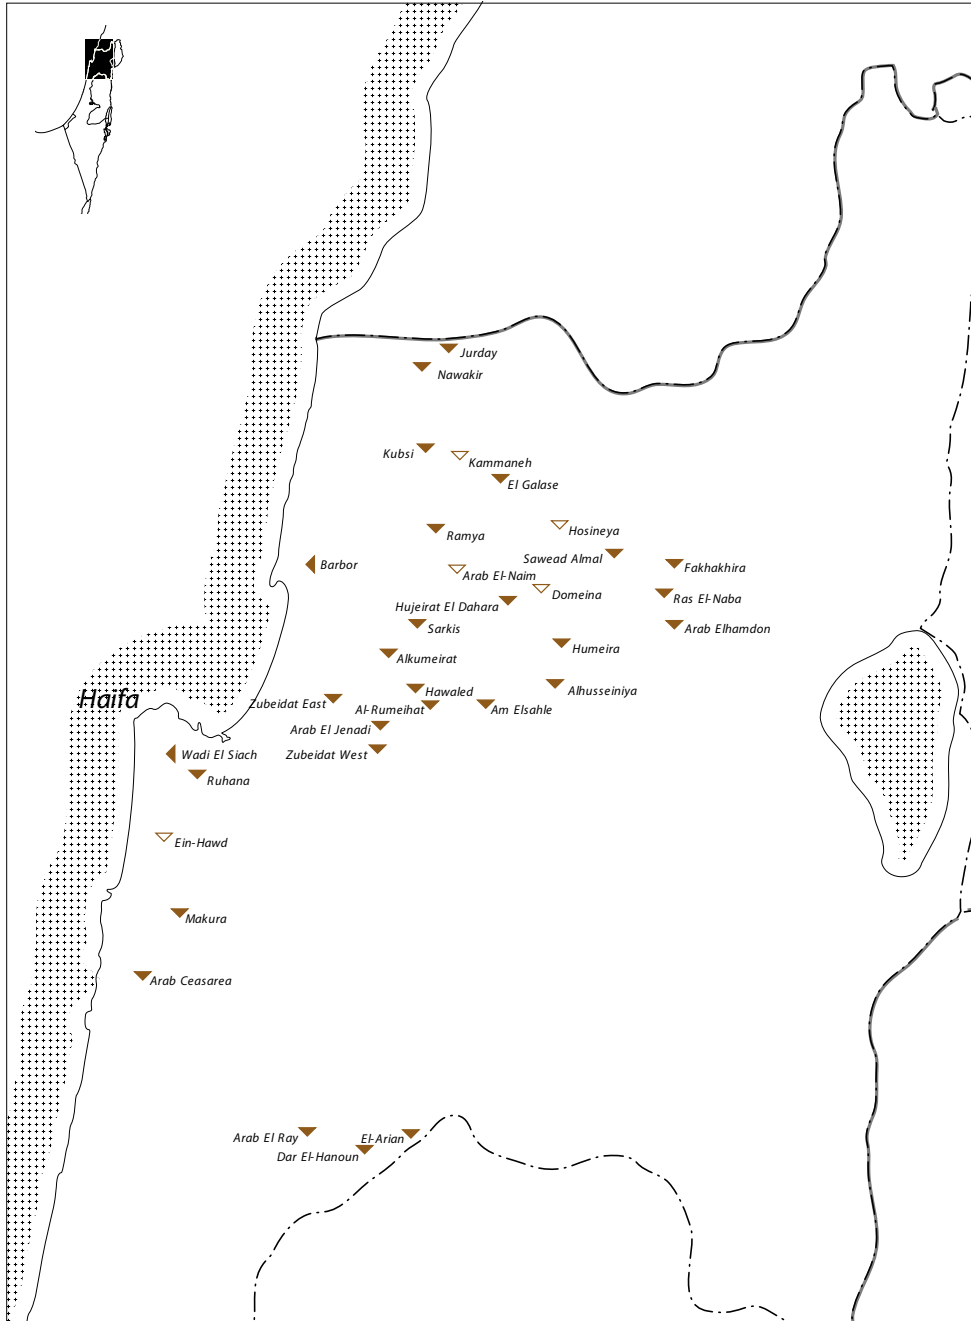 Jurday
Nawakir
Kubsi
Kammaneh
El Galase
Hosineya
Ramya
Sawead Almal
Barbor
Fakhakhira
Arab El-Naim
Domeina
Ras El-Naba
Hujeirat El Dahara
Sarkis
Arab Elhamdon
Humeira
Alkumeirat
Alhusseiniya
Hawaled
Haifa
Zubeidat East
Al-Rumeihat
Am Elsahle
Arab El Jenadi
Wadi El Siach
Zubeidat West
Ruhana
Ein-Hawd
Makura
Arab Ceasarea
Arab El Ray
El-Arian
Dar El-Hanoun